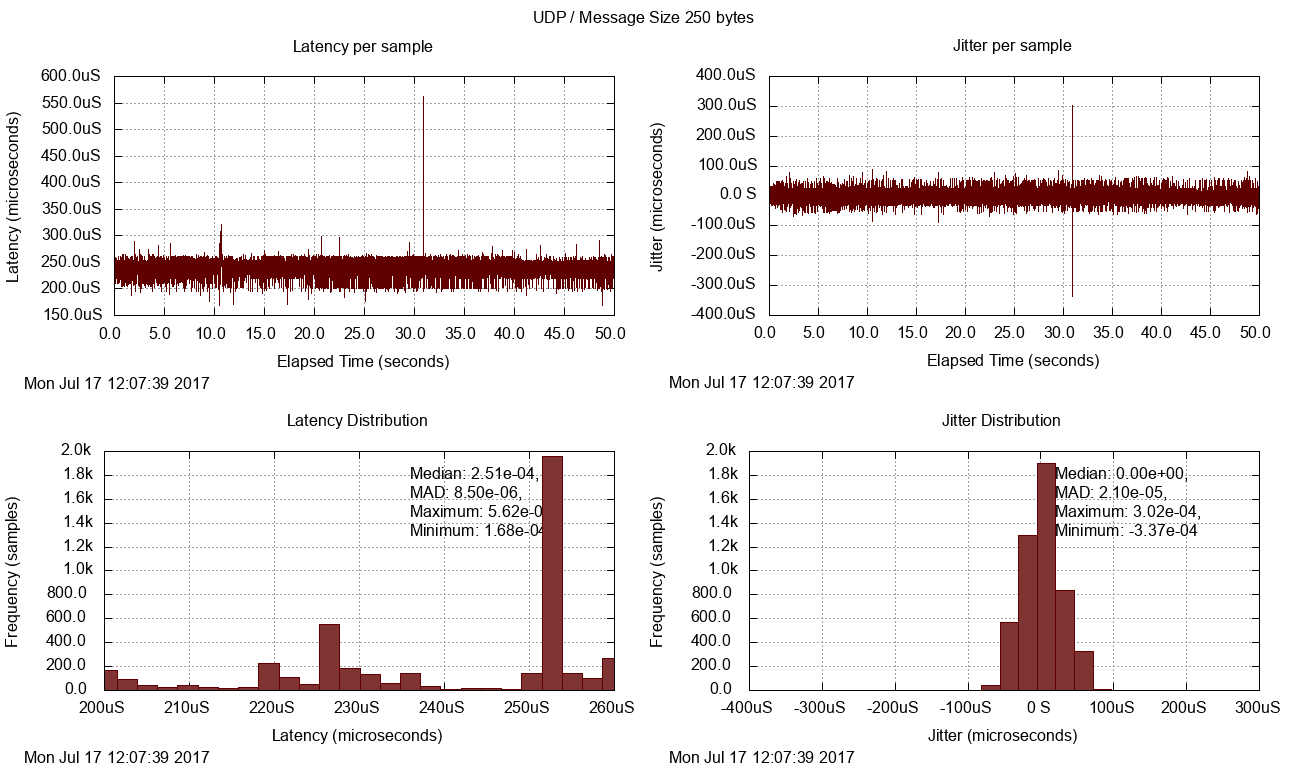 UDP / Message Size 250 bytes
Latency per sample
Latency (microseconds)
600.0uS
550.0uS
500.0uS
450.0uS
400.0uS
350.0uS
300.0uS
250.0uS
200.0uS
150.0uS
0.0 5.0 10.0 15.0 20.0 25.0 30.0 35.0 40.0 45.0 50.0
Elapsed Time (seconds)
Mon Jul 17 12:07:39 2017
Jitter per sample
Jitter (microseconds)
400.0uS
300.0uS
200.0uS
100.0uS
0.0 S
-100.0uS
-200.0uS
-300.0uS
-400.0uS
0.0 5.0 10.0 15.0 20.0 25.0 30.0 35.0 40.0 45.0 50.0
Elapsed Time (seconds)
Mon Jul 17 12:07:39 2017
Latency Distribution
Frequency (samples)
2.0k
1.8k
1.6k
1.4k
1.2k
1.0k
800.0
600.0
400.0
200.0
0.0
Median: 2.51e-04,
MAD: 8.50e-06,
Maximum: 5.62e-0
Minimum: 1.68e-04
200uS 210uS 220uS 230uS 240uS 250uS 260uS
Latency (microseconds)
Mon Jul 17 12:07:39 2017
Jitter Distribution
Frequency (samples)
2.0k
1.8k
1.6k
1.4k
1.2k
1.0k
800.0
600.0
400.0
200.0
0.0
Median: 0.00e+00,
MAD: 2.10e-05,
Maximum: 3.02e-04,
Minimum: -3.37e-04
-400uS -300uS -200uS -100uS 0 S 100uS 200uS 300uS
Jitter (microseconds)
Mon Jul 17 12:07:39 2017